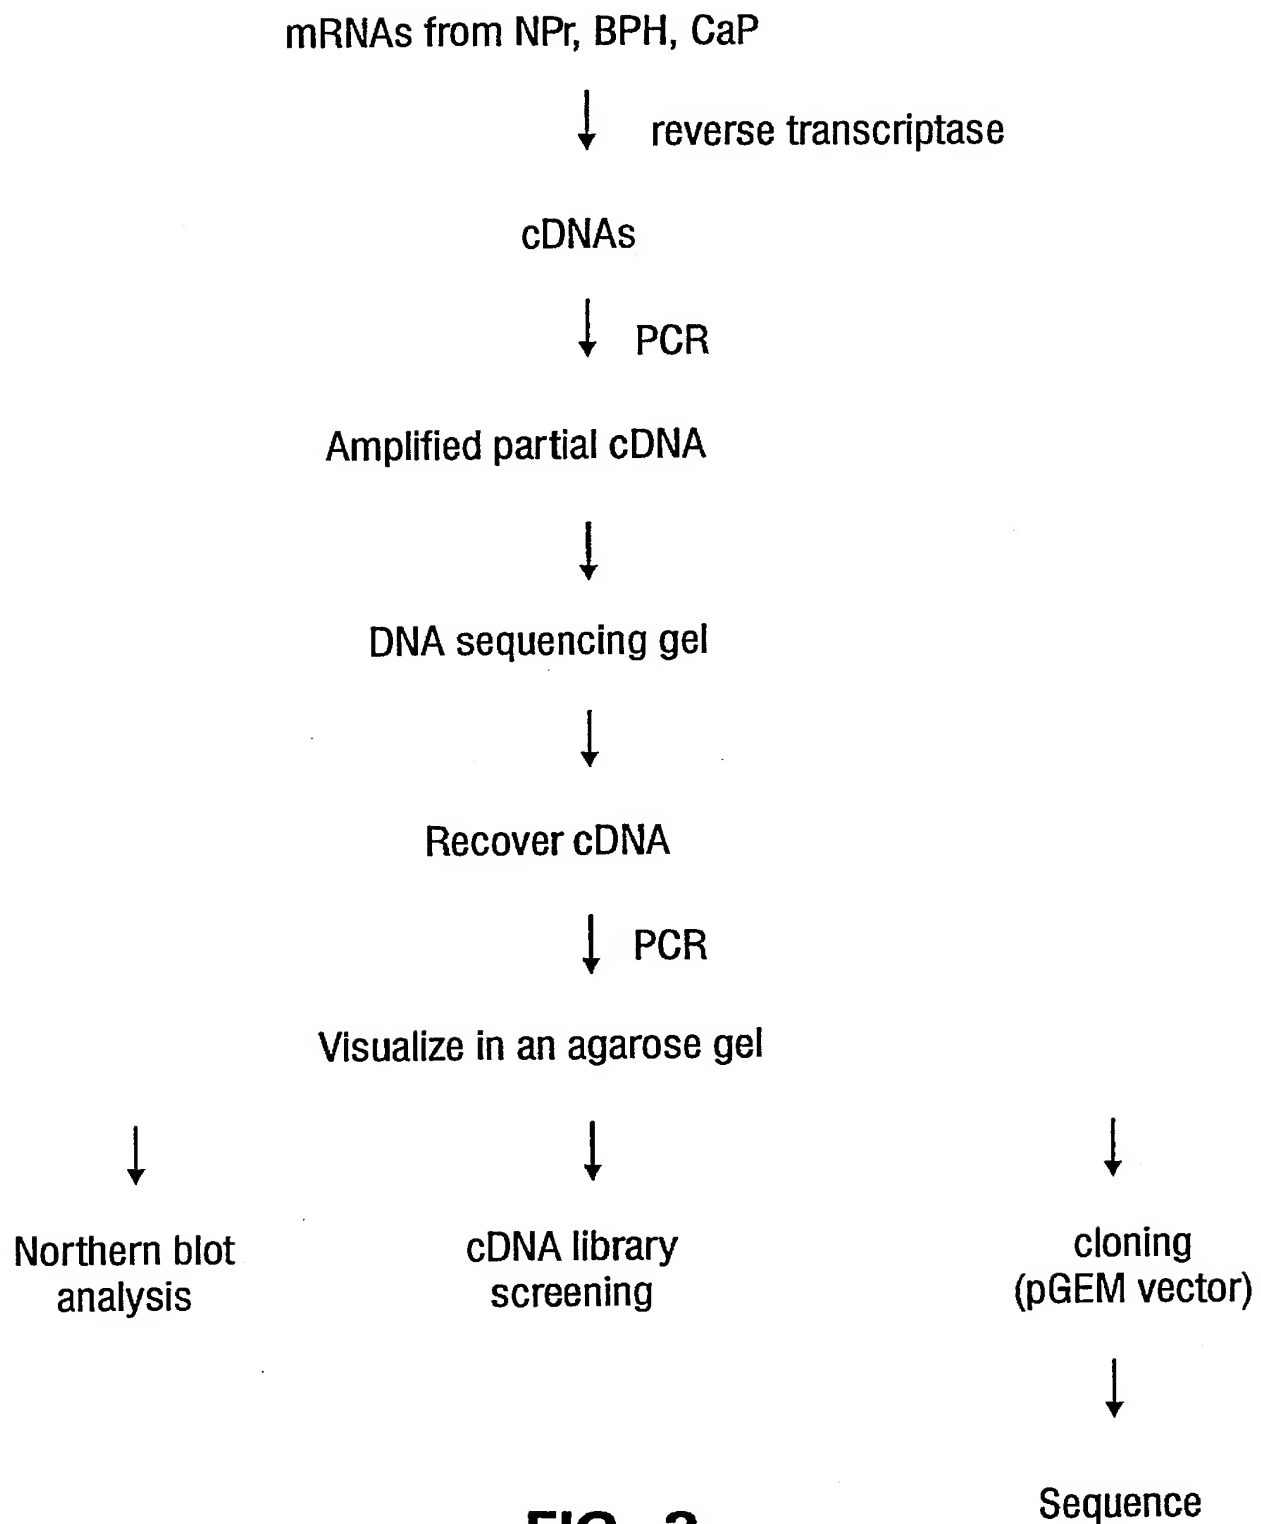 mRNAs from NPr, BPH, CaP
reverse transcriptase
cDNAs
PCR
Amplified partial cDNA
DNA sequencing gel
Recover cDNA
PCR
Visualize in an agarose gel
Northern blot
analysis
cDNA library
screening
cloning
(pGEM vector)
Sequence